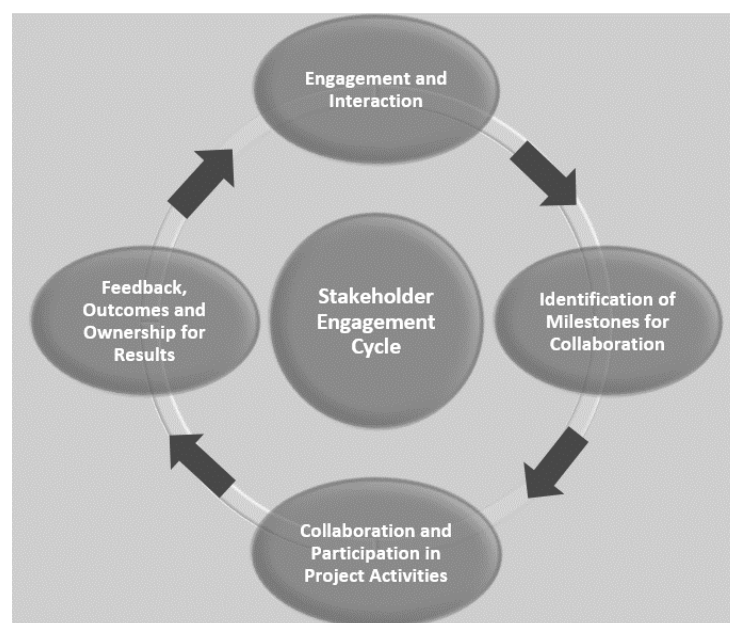 Engagement and
Interaction
Identification of
Milestones for
Collaboration
Collaboration and
Participation in
Project Activities
Feedback,
Outcomes and
Ownership for
Results
Stakeholder
Engagement
Cycle